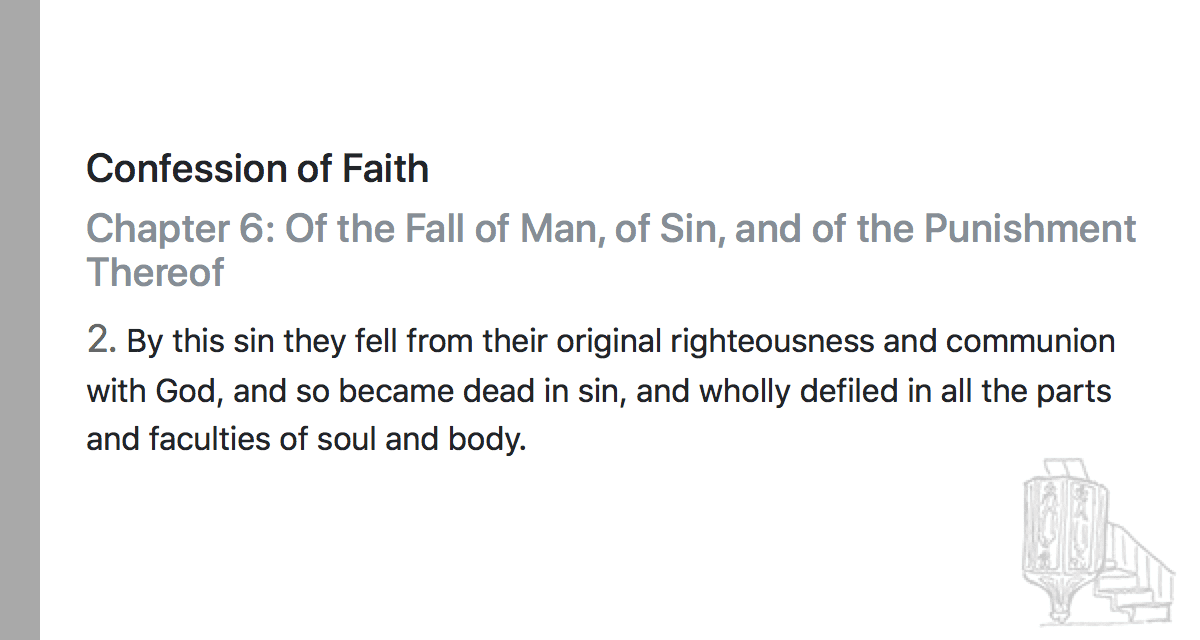 Confession of Faith
Chapter 6: Of the Fall of Man, of Sin, and of the Punishment
Thereof
2. By this sin they fell from their original righteousness and communion
with God, and so became dead in sin, and wholly defiled in all the parts
and faculties of soul and body.